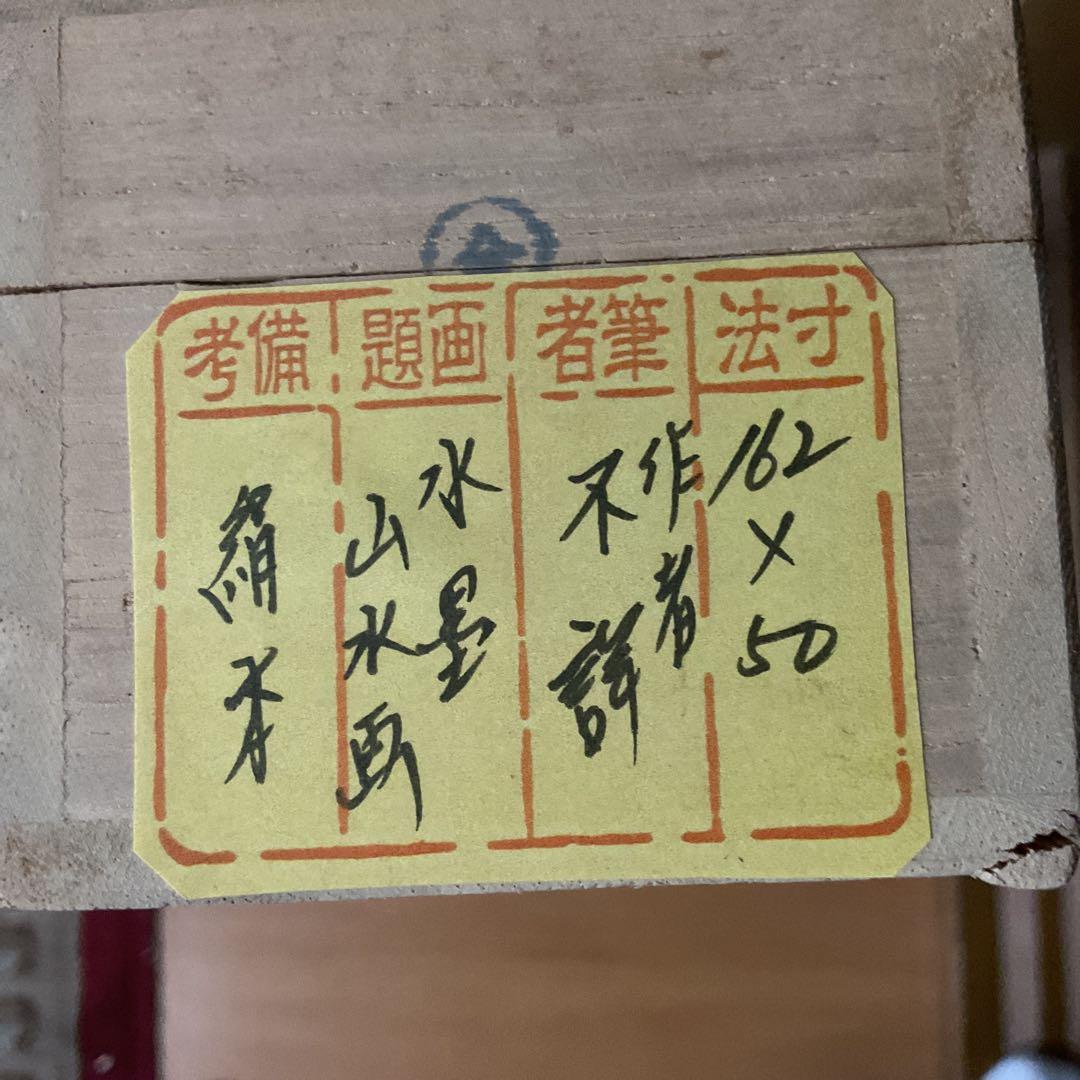 寸法
162
×
50
筆者
作者
不詳
画題
水墨
山水画
備考
絹本